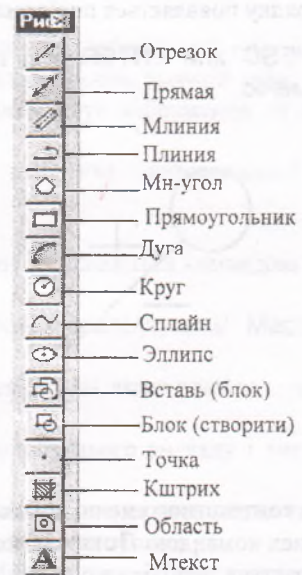 Рис
Отрезок
Прямая
Млиния
Плиния
Мн-угол
Прямоугольник
Дуга
Круг
Сплайн
Эллипс
Вставь (блок)
Блок (створити)
Точка
Кштрих
Область
A Мтекст